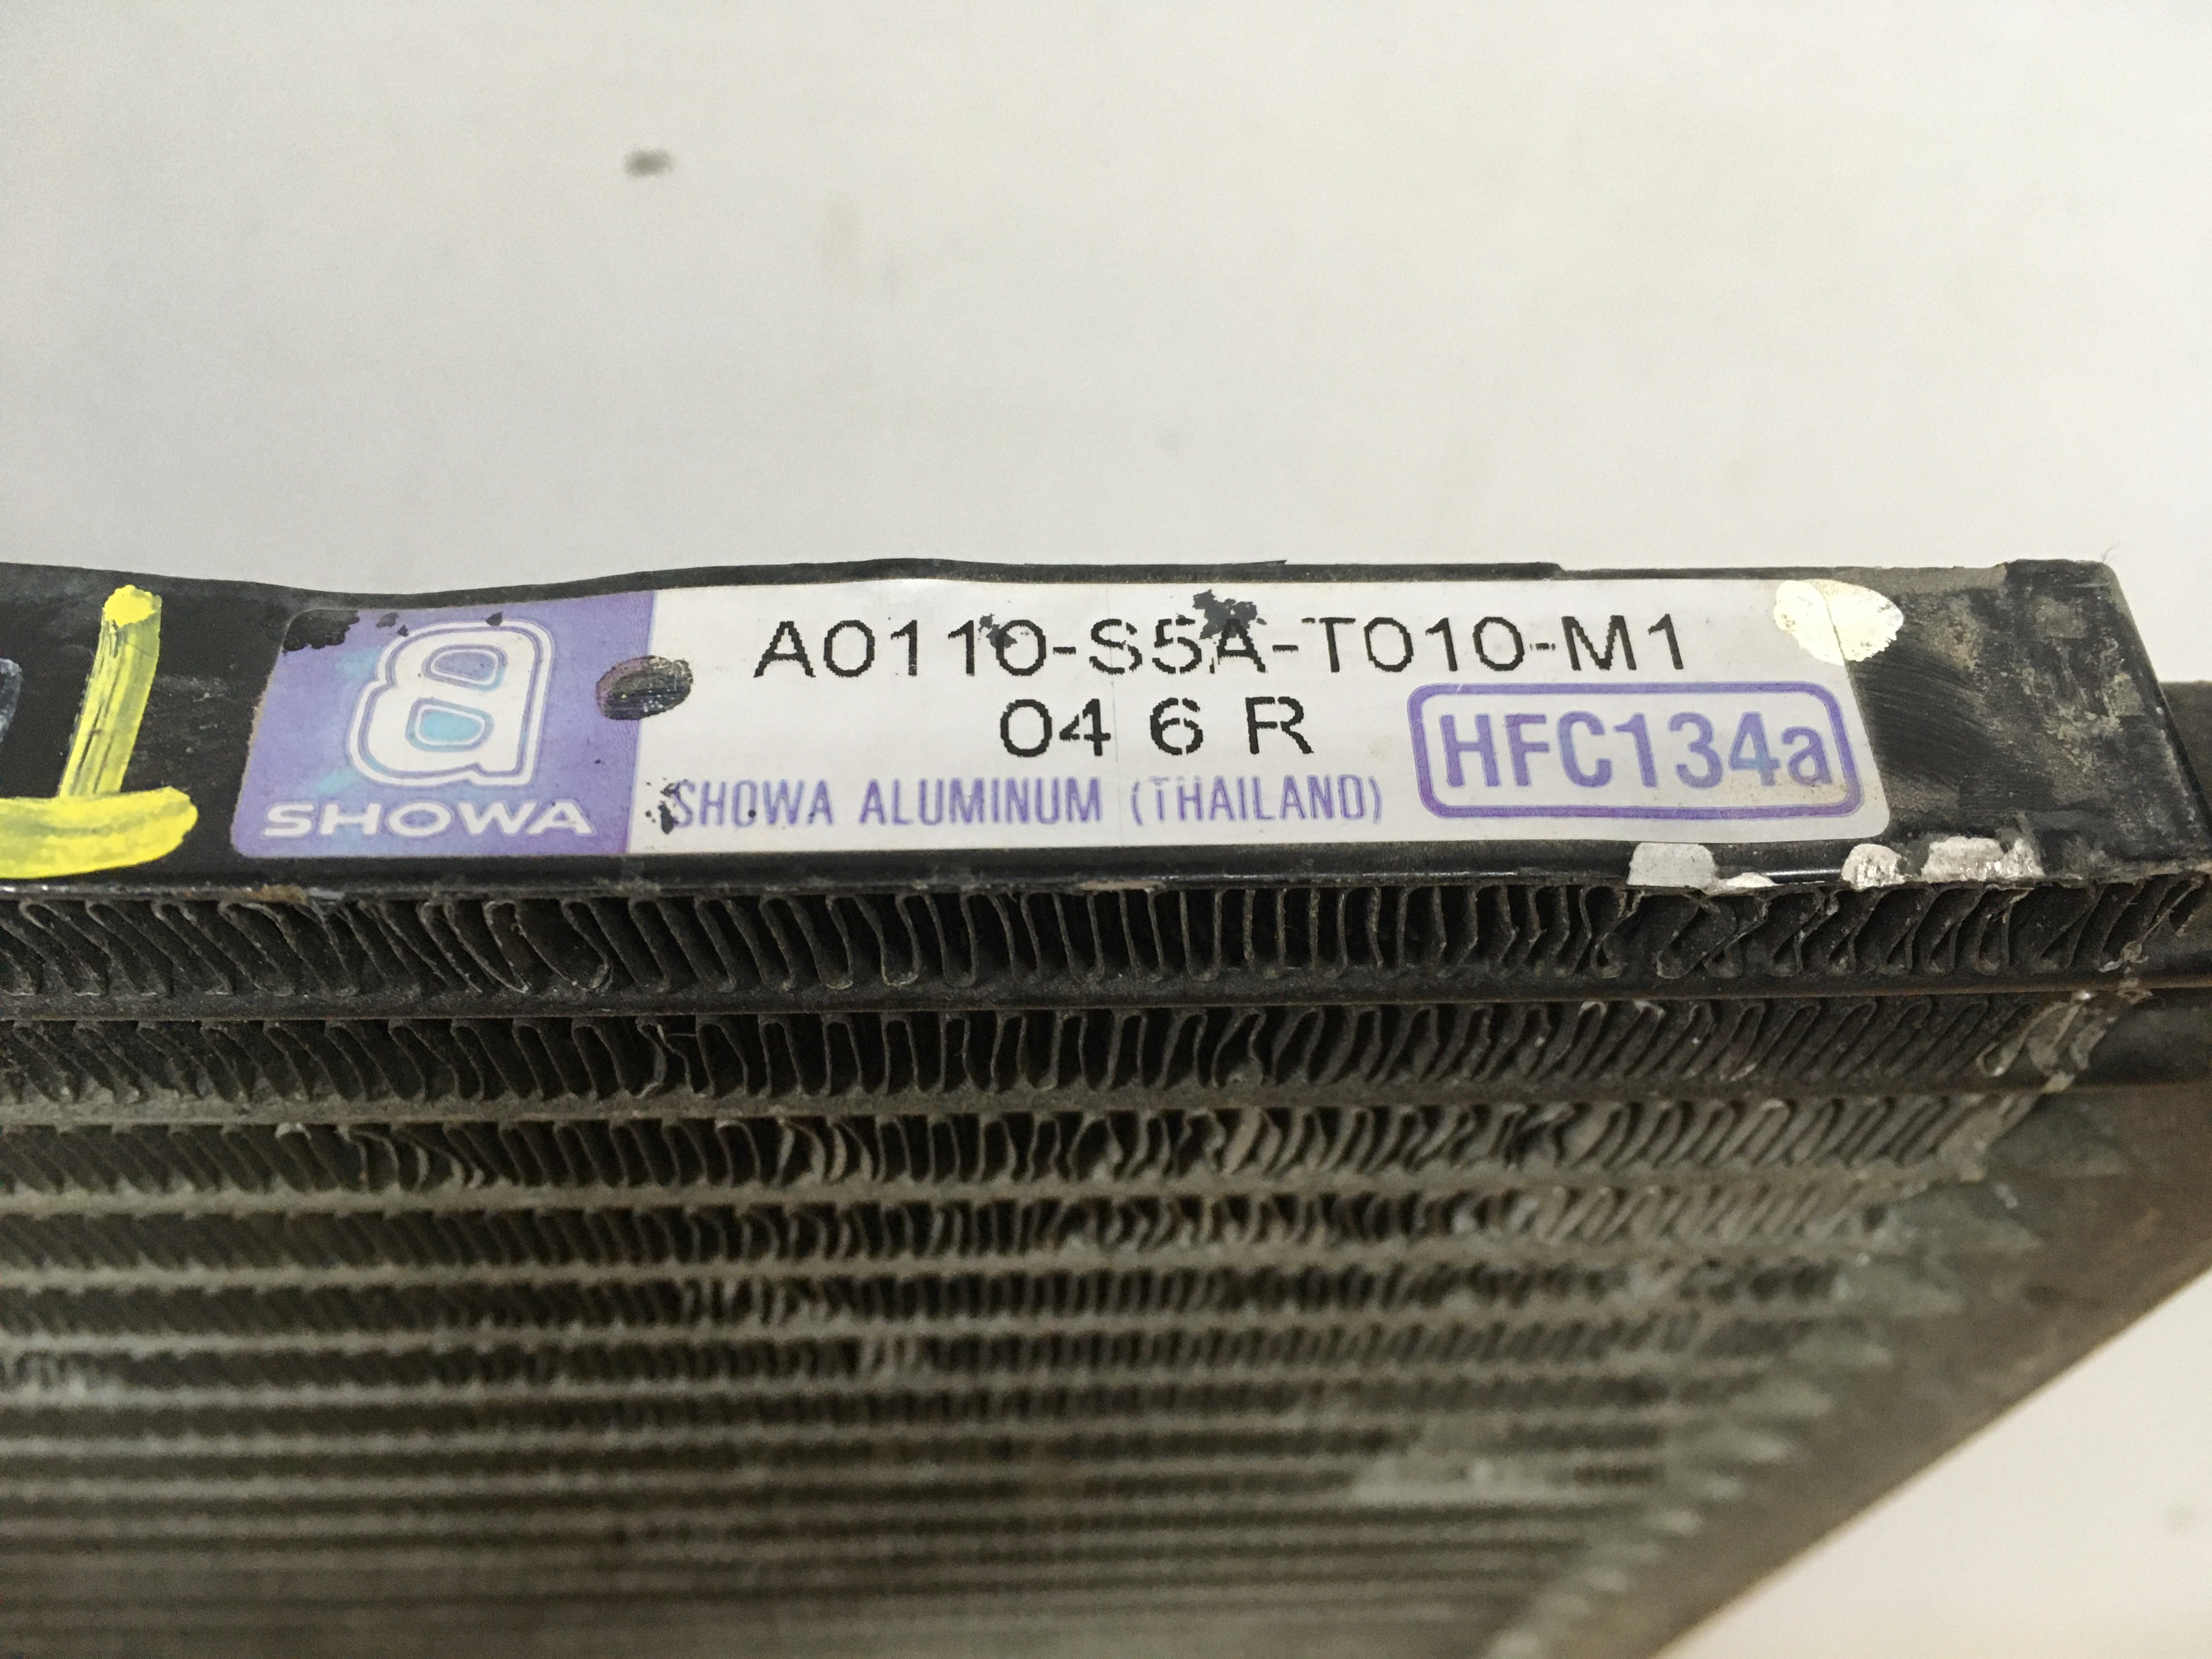 A0110-S5A-T010-M1
04 6 R
SHOWA
SHOWA ALUMINUM (THAILAND)
HFC134a